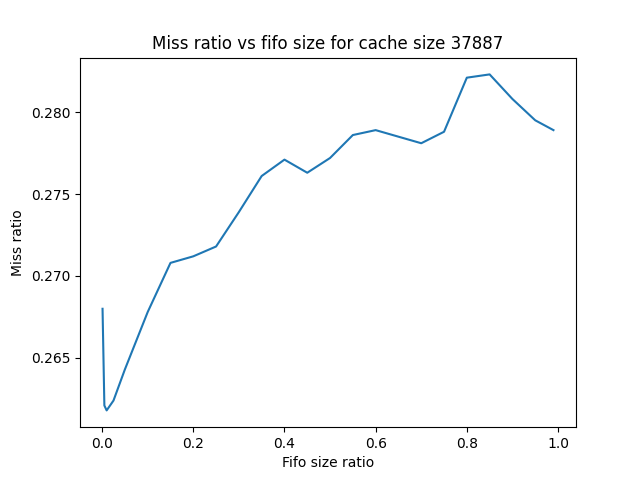 Miss ratio vs fifo size for cache size 37887
0.280
0.275
0.270
0.265
Miss ratio
0.0 0.2 0.4 0.6 0.8 1.0
Fifo size ratio